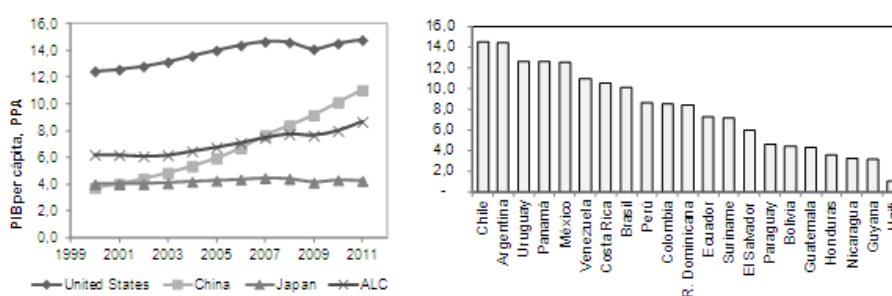 PIBper cápita, PPA
16,0
14,0
12,0
10,0
8,0
6,0
4,0
2,0
0,0
1999 2001 2003 2005 2007 2009 2011
United States China Japan ALC
16,0
14,0
12,0
10,0
8,0
6,0
4,0
2,0
-
Chile
Argentina
Uruguay
Panamá
México
Venezuela
Costa Rica
Brasil
Perú
Colombia
R. Dominicana
Ecuador
Suriname
El Salvador
Paraguay
Bolivia
Guatemala
Honduras
Nicaragua
Guyana